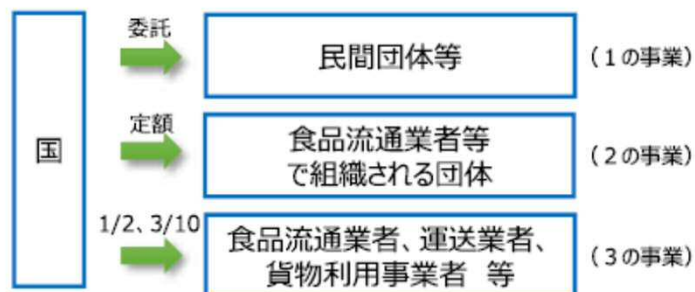 国
委託
民間団体等
（１の事業）
定額
食品流通業者等
で組織される団体
（２の事業）
1/2、3/10
食品流通業者、運送業者、
貨物利用事業者 等
（３の事業）